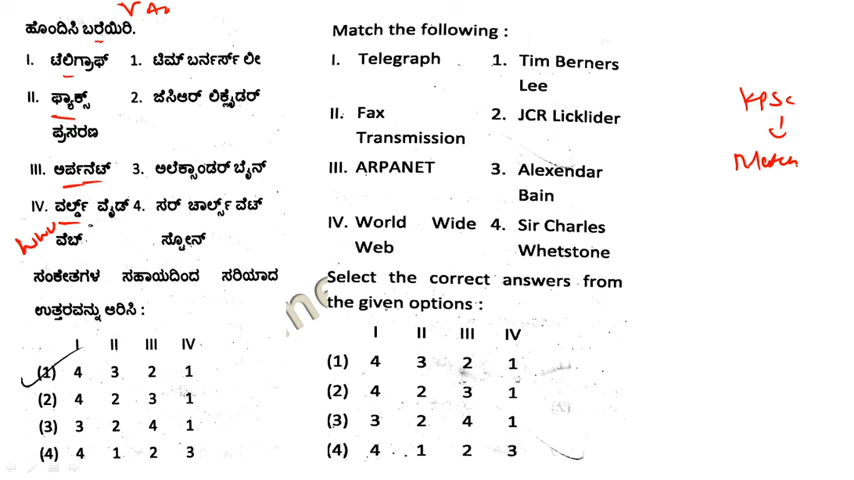 ಹೊಂದಿಸಿ ಬರೆಯಿರಿ.
I. ಟೆಲಿಗ್ರಾಫ್ 1. ಟಿಮ್ ಬರ್ನರ್ಸ್ ಲೀ
II. ಫ್ಯಾಕ್ಸ್ 2. ಜೆಸಿಆರ್ ಲಿಕ್ಲೈಡರ್
ಪ್ರಸರಣ
III. ಅರ್ಪನೆಟ್ 3. ಅಲೆಕ್ಸಾಂಡರ್ ಬೈನ್
IV. ವರ್ಲ್ಡ್ ವೈಡ್ 4. ಸರ್ ಚಾರ್ಲ್ಸ್ ವೆಟ್
ವೆಬ್ ಸ್ಟೋನ್
ಸಂಕೇತಗಳ ಸಹಾಯದಿಂದ ಸರಿಯಾದ
ಉತ್ತರವನ್ನು ಆರಿಸಿ :
I II III IV
(1) 4 3 2 1
(2) 4 2 3 1
(3) 3 2 4 1
(4) 4 1 2 3
Match the following :
I. Telegraph 1. Tim Berners
Lee
II. Fax 2. JCR Licklider
Transmission
III. ARPANET 3. Alexendar
Bain
IV. World Wide 4. Sir Charles
Web Whetstone
Select the correct answers from
the given options :
I II III IV
(1) 4 3 2 1
(2) 4 2 3 1
(3) 3 2 4 1
(4) 4 1 2 3
KPSC